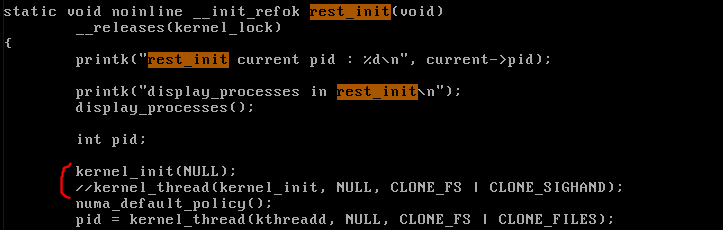 static void noinline __init_refok rest_init(void)
__releases(kernel_lock)
{
printk("rest_init current pid : %d\n", current->pid);
printk("display_processes in rest_init\n");
display_processes();
int pid;
kernel_init(NULL);
//kernel_thread(kernel_init, NULL, CLONE_FS | CLONE_SIGHAND);
numa_default_policy();
pid = kernel_thread(kthreadd, NULL, CLONE_FS | CLONE_FILES);